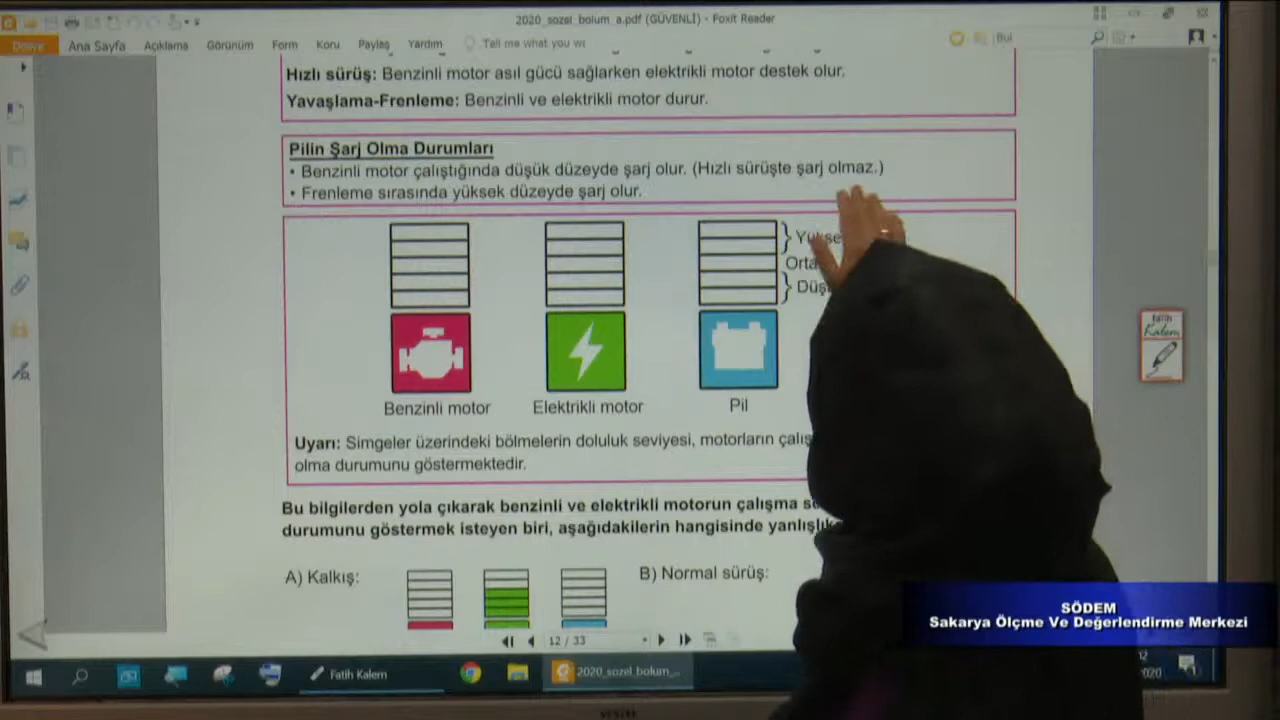 2020_sozel_bolum_a.pdf (GÜVENLİ) - Foxit Reader
Dosya Ana Sayfa Açıklama Görünüm Form Koru Paylaş Yardım Tell me what you w Bul
Hızlı sürüş: Benzinli motor asıl gücü sağlarken elektrikli motor destek olur.
Yavaşlama-Frenleme: Benzinli ve elektrikli motor durur.
Pilin Şarj Olma Durumları
• Benzinli motor çalıştığında düşük düzeyde şarj olur. (Hızlı sürüşte şarj olmaz.)
• Frenleme sırasında yüksek düzeyde şarj olur.
Orta
Benzinli motor Elektrikli motor Pil
Uyarı: Simgeler üzerindeki bölmelerin doluluk seviyesi, motorların
olma durumunu göstermektedir.
Bu bilgilerden yola çıkarak benzinli ve elektrikli motorun çalışma
durumunu göstermek isteyen biri, aşağıdakilerin hangisinde
A) Kalkış: B) Normal sürüş:
fatih
Kalem
12 / 33
SÖDEM
Sakarya Ölçme Ve Değerlendirme Merkezi
Fatih Kalem 2020_sozel_bolum_...